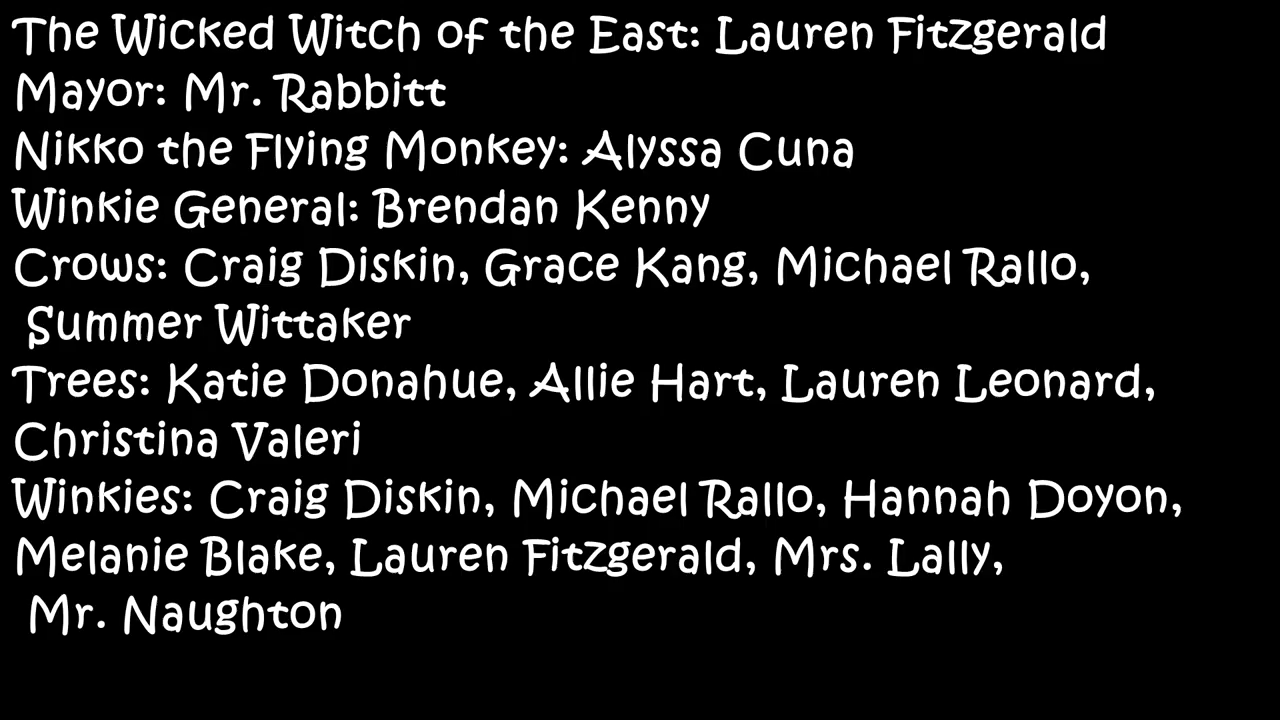 The Wicked Witch of the East: Lauren Fitzgerald
Mayor: Mr. Rabbitt
Nikko the Flying Monkey: Alyssa Cuna
Winkie General: Brendan Kenny
Crows: Craig Diskin, Grace Kang, Michael Rallo,
Summer Wittaker
Trees: Katie Donahue, Allie Hart, Lauren Leonard,
Christina Valeri
Winkies: Craig Diskin, Michael Rallo, Hannah Doyon,
Melanie Blake, Lauren Fitzgerald, Mrs. Lally,
Mr. Naughton